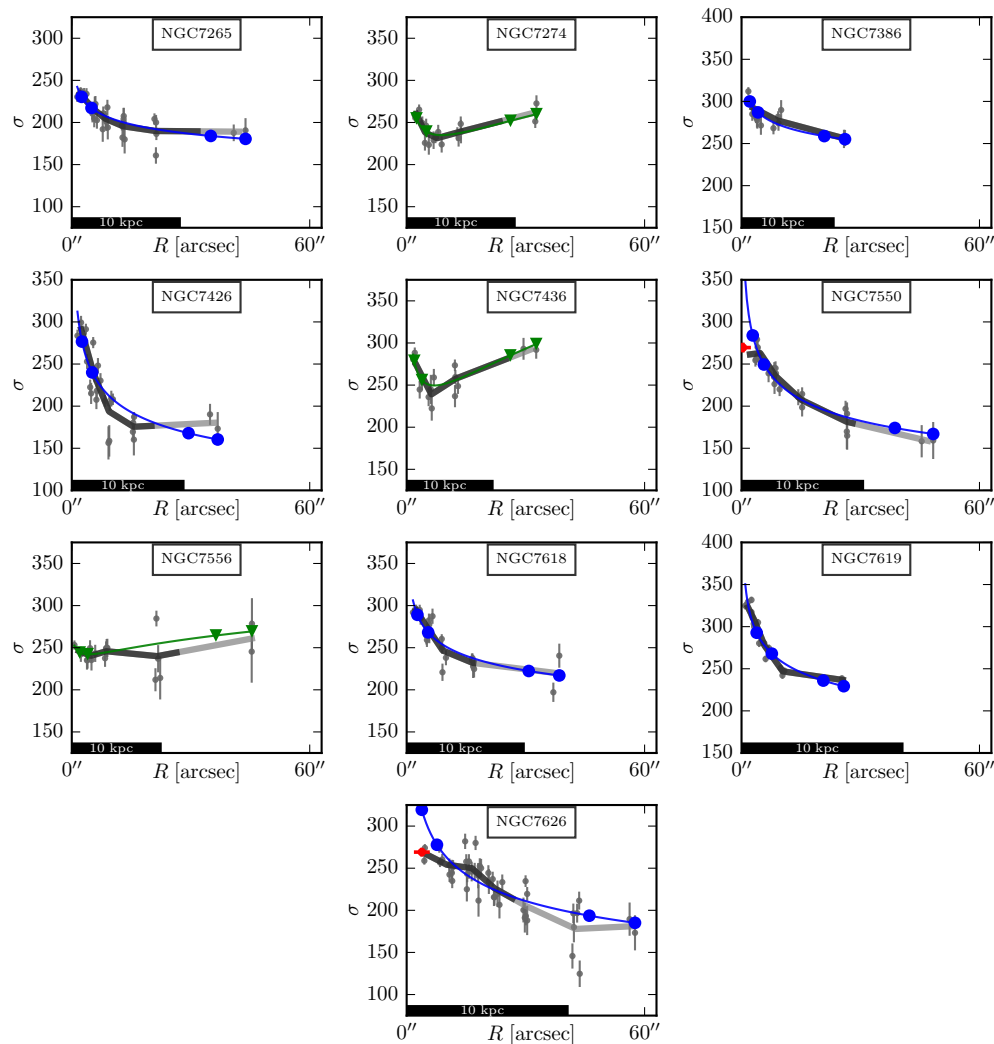 NGC7265
NGC7274
NGC7386
300
250
200
150
100
σ
10 kpc
0″ R [arcsec] 60″
300
250
200
150
100
σ
10 kpc
0″ R [arcsec] 60″
400
350
300
250
200
150
σ
10 kpc
0″ R [arcsec] 60″
NGC7426
NGC7436
NGC7550
350
300
250
200
150
100
σ
10 kpc
0″ R [arcsec] 60″
350
300
250
200
150
σ
10 kpc
0″ R [arcsec] 60″
350
300
250
200
150
100
σ
10 kpc
0″ R [arcsec] 60″
NGC7556
NGC7618
NGC7619
350
300
250
200
150
σ
10 kpc
0″ R [arcsec] 60″
350
300
250
200
150
σ
10 kpc
0″ R [arcsec] 60″
400
350
300
250
200
150
σ
10 kpc
0″ R [arcsec] 60″
NGC7626
300
250
200
150
100
σ
10 kpc
0″ R [arcsec] 60″